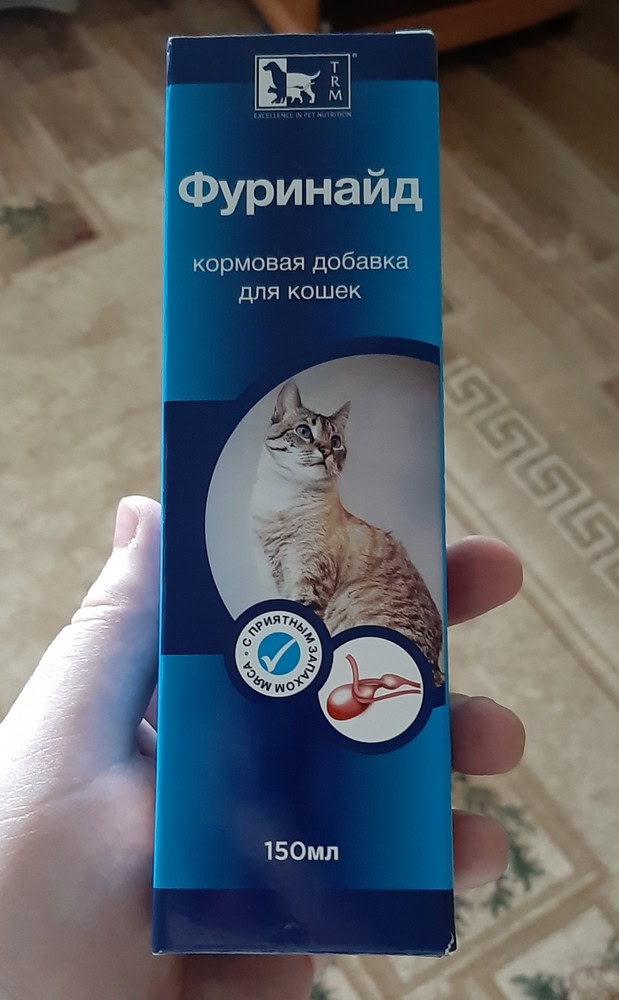 TRM
EXCELLENCE IN PET NUTRITION
Фуринайд
кормовая добавка
для кошек
С ПРИЯТНЫМ ЗАПАХОМ МЯСА
150мл